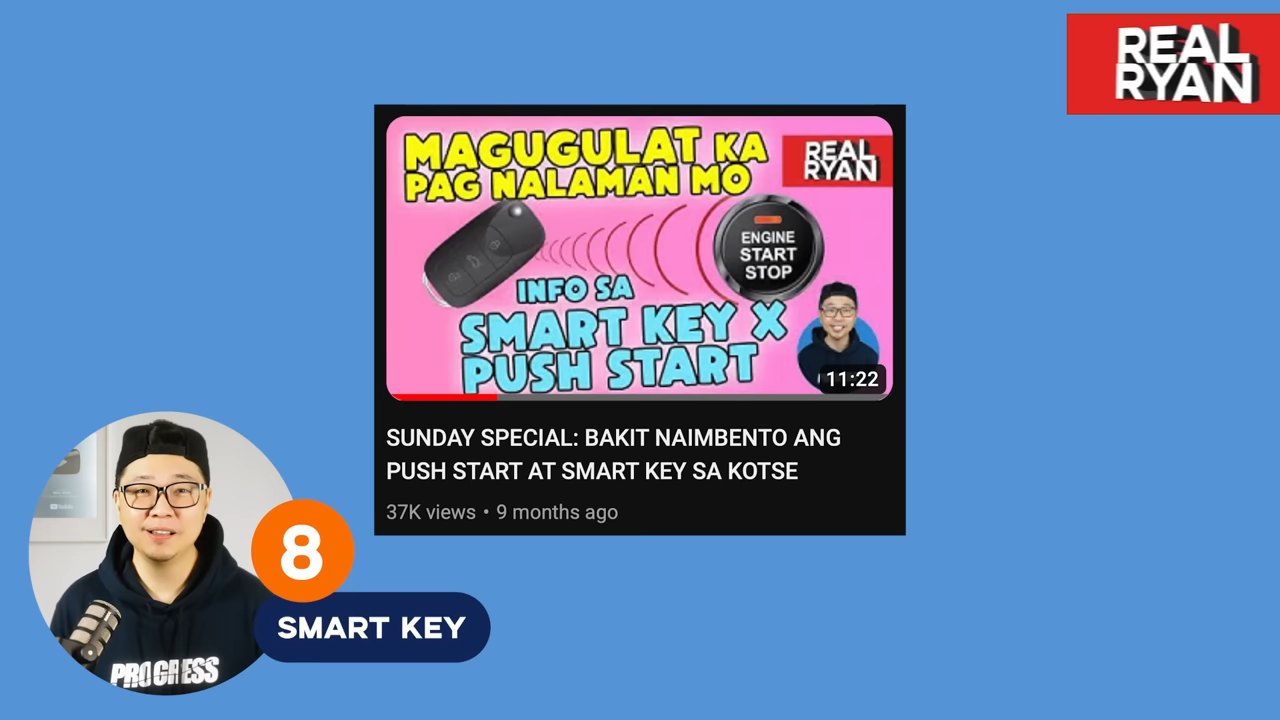 REAL
RYAN
MAGUGULAT KA
PAG NALAMAN MO
REAL
RYAN
ENGINE
START
STOP
INFO SA
SMART KEY X
PUSH START
11:22
SUNDAY SPECIAL: BAKIT NAIMBENTO ANG
PUSH START AT SMART KEY SA KOTSE
37K views • 9 months ago
8
SMART KEY
PROGRESS